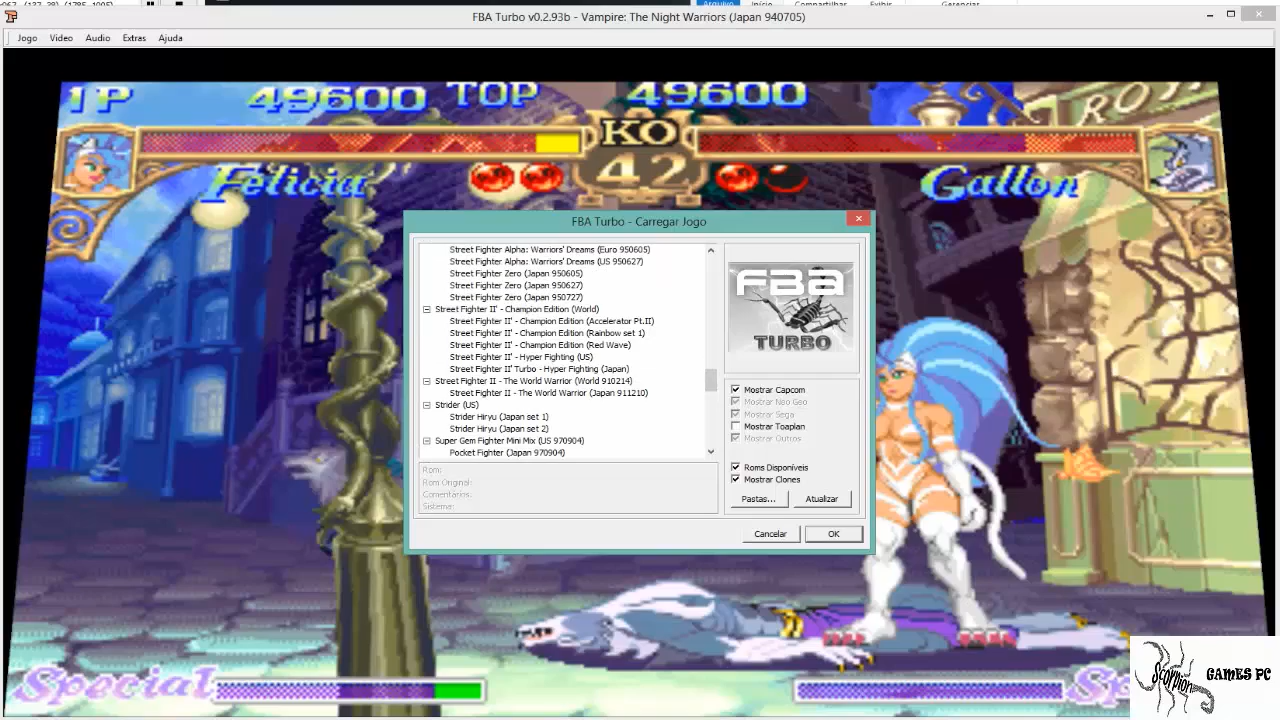 Arquivo Início Compartilhar Exibir Gerenciar
FBA Turbo v0.2.93b - Vampire: The Night Warriors (Japan 940705)
Jogo Video Audio Extras Ajuda
1P 49600 TOP 49600
KO
42
Felicia
Gallon
FBA Turbo - Carregar Jogo
Street Fighter Alpha: Warriors' Dreams (Euro 950605)
Street Fighter Alpha: Warriors' Dreams (US 950627)
Street Fighter Zero (Japan 950605)
Street Fighter Zero (Japan 950627)
Street Fighter Zero (Japan 950727)
Street Fighter II' - Champion Edition (World)
Street Fighter II' - Champion Edition (Accelerator Pt.II)
Street Fighter II' - Champion Edition (Rainbow set 1)
Street Fighter II' - Champion Edition (Red Wave)
Street Fighter II' - Hyper Fighting (US)
Street Fighter II' Turbo - Hyper Fighting (Japan)
Street Fighter II - The World Warrior (World 910214)
Street Fighter II - The World Warrior (Japan 911210)
Strider (US)
Strider Hiryu (Japan set 1)
Strider Hiryu (Japan set 2)
Super Gem Fighter Mini Mix (US 970904)
Pocket Fighter (Japan 970904)
FBA
TURBO
Mostrar Capcom
Mostrar Neo Geo
Mostrar Sega
Mostrar Toaplan
Mostrar Outros
Roms Disponíveis
Mostrar Clones
Pastas... Atualizar
Rom:
Rom Original:
Comentários:
Sistema:
Cancelar OK
Special
Sp
Scorpion GAMES PC